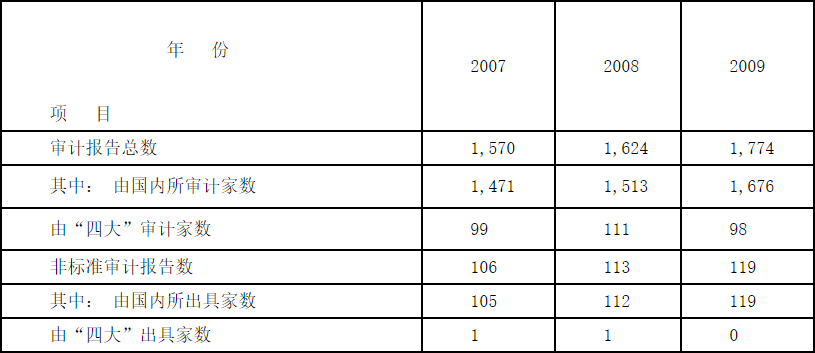 年 份
2007 2008 2009
项 目
审计报告总数 1,570 1,624 1,774
其中: 由国内所审计家数 1,471 1,513 1,676
由“四大”审计家数 99 111 98
非标准审计报告数 106 113 119
其中: 由国内所出具家数 105 112 119
由“四大”出具家数 1 1 0